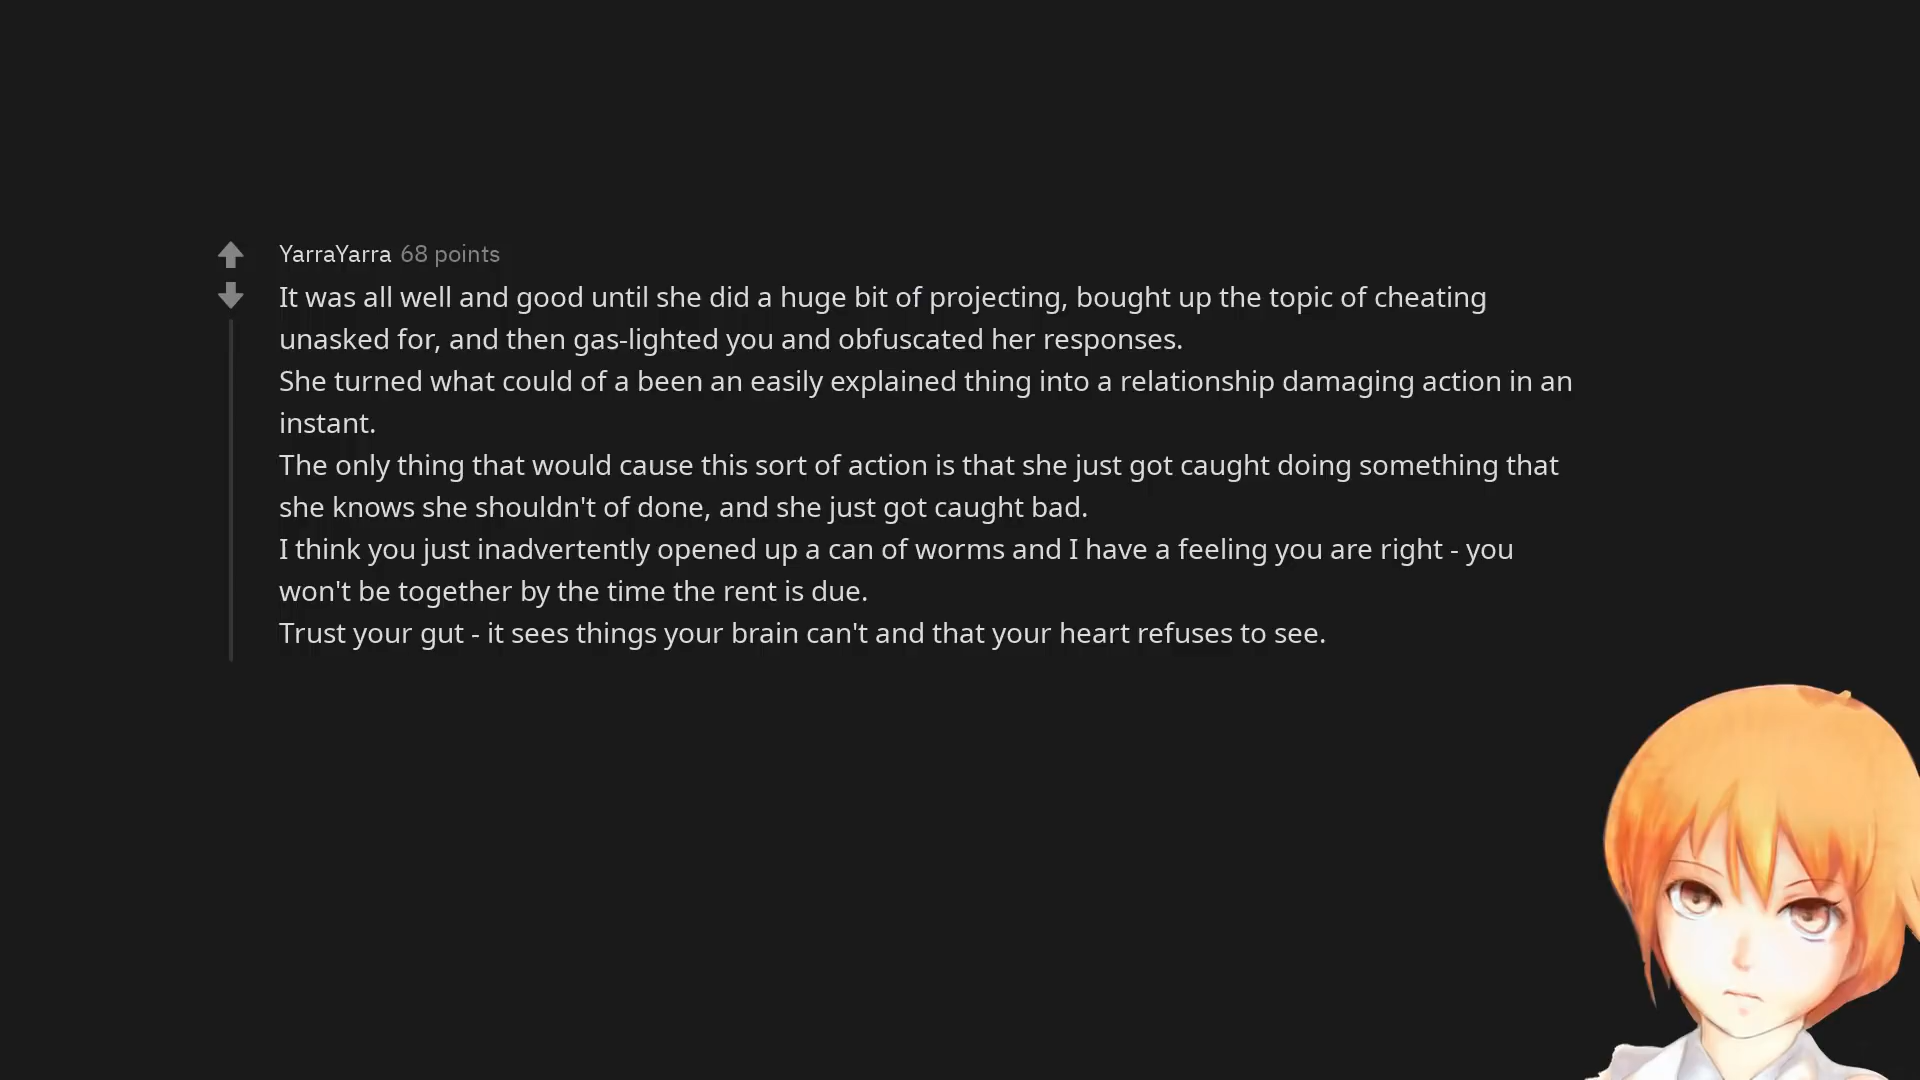 YarraYarra 68 points
It was all well and good until she did a huge bit of projecting, bought up the topic of cheating
unasked for, and then gas-lighted you and obfuscated her responses.
She turned what could of a been an easily explained thing into a relationship damaging action in an
instant.
The only thing that would cause this sort of action is that she just got caught doing something that
she knows she shouldn't of done, and she just got caught bad.
I think you just inadvertently opened up a can of worms and I have a feeling you are right - you
won't be together by the time the rent is due.
Trust your gut - it sees things your brain can't and that your heart refuses to see.